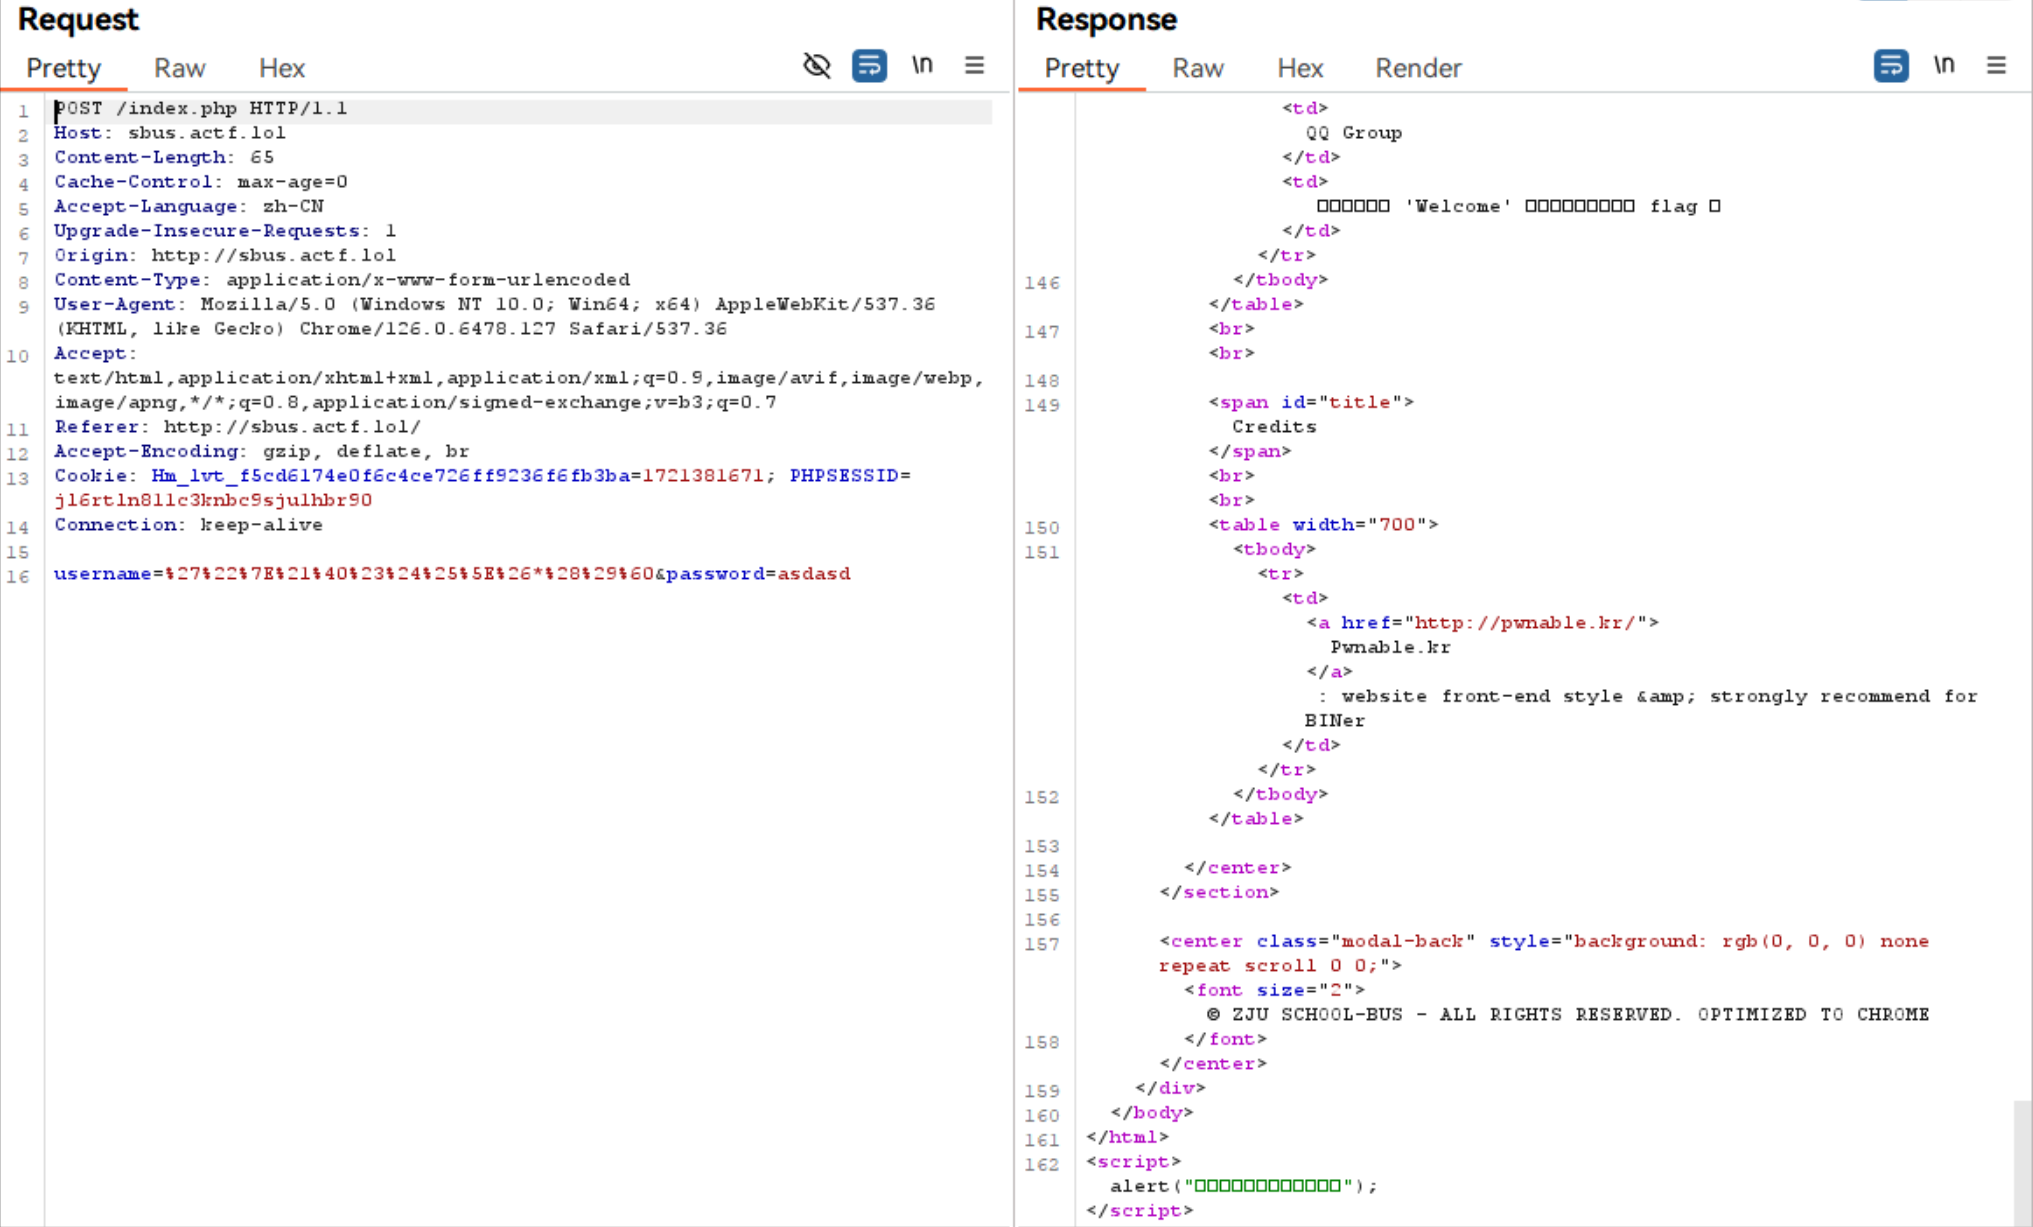 Request
Pretty Raw Hex \n
1 POST /index.php HTTP/1.1
2 Host: sbus.actf.lol
3 Content-Length: 65
4 Cache-Control: max-age=0
5 Accept-Language: zh-CN
6 Upgrade-Insecure-Requests: 1
7 Origin: http://sbus.actf.lol
8 Content-Type: application/x-www-form-urlencoded
9 User-Agent: Mozilla/5.0 (Windows NT 10.0; Win64; x64) AppleWebKit/537.36
(KHTML, like Gecko) Chrome/126.0.6478.127 Safari/537.36
10 Accept:
text/html,application/xhtml+xml,application/xml;q=0.9,image/avif,image/webp,
image/apng,*/*;q=0.8,application/signed-exchange;v=b3;q=0.7
11 Referer: http://sbus.actf.lol/
12 Accept-Encoding: gzip, deflate, br
13 Cookie: Hm_lvt_f5cd6174e0f6c4ce726ff9236f6fb3ba=1721381671; PHPSESSID=
jl6rtln8llc3knbc9sjulhbr90
14 Connection: keep-alive
15
16 username=%27%22%7E%21%40%23%24%25%5E%26*%28%29%60&password=asdasd
Response
Pretty Raw Hex Render \n
<td>
QQ Group
</td>
<td>
□□□□□□ 'Welcome' □□□□□□□□□ flag □
</td>
</tr>
146 </tbody>
</table>
147 <br>
<br>
148
149 <span id="title">
Credits
</span>
<br>
<br>
150 <table width="700">
151 <tbody>
<tr>
<td>
<a href="http://pwnable.kr/">
Pwnable.kr
</a>
: website front-end style &amp; strongly recommend for
BINer
</td>
</tr>
152 </tbody>
</table>
153
154 </center>
155 </section>
156
157 <center class="modal-back" style="background: rgb(0, 0, 0) none
repeat scroll 0 0;">
<font size="2">
© ZJU SCHOOL-BUS - ALL RIGHTS RESERVED. OPTIMIZED TO CHROME
158 </font>
</center>
159 </div>
160 </body>
161 </html>
162 <script>
alert("□□□□□□□□□□□□");
</script>